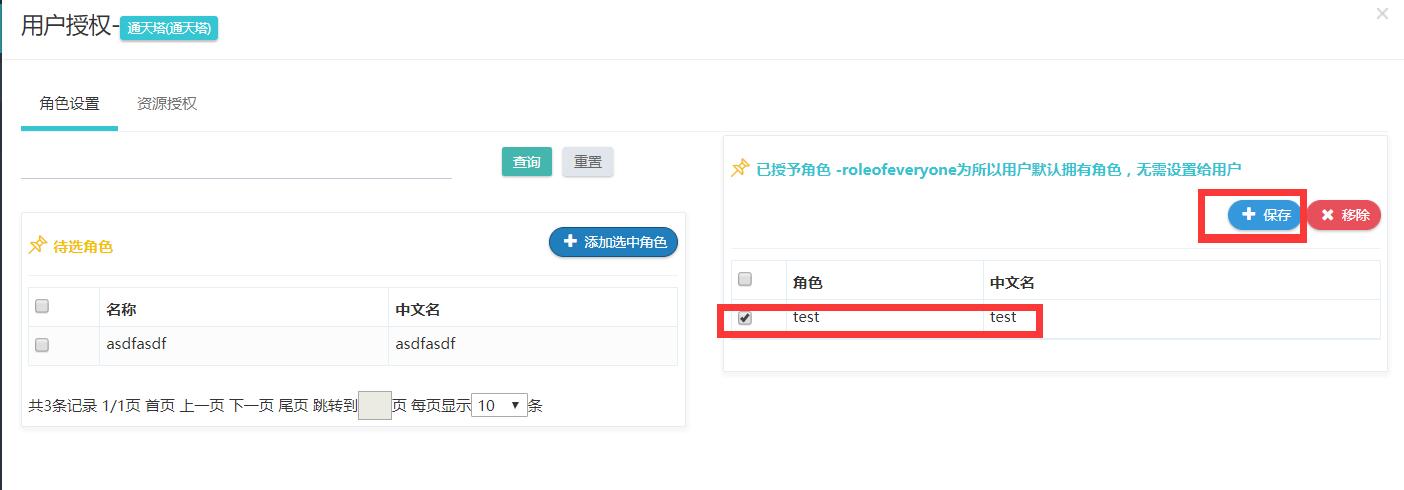 用户授权-通天塔(通天塔)
角色设置 资源授权
查询 重置
待选角色
添加选中角色
名称 中文名
asdfasdf asdfasdf
共3条记录 1/1页 首页 上一页 下一页 尾页 跳转到 页 每页显示 10 条
已授予角色 -roleofeveryone为所以用户默认拥有角色，无需设置给用户
保存 移除
角色 中文名
test test